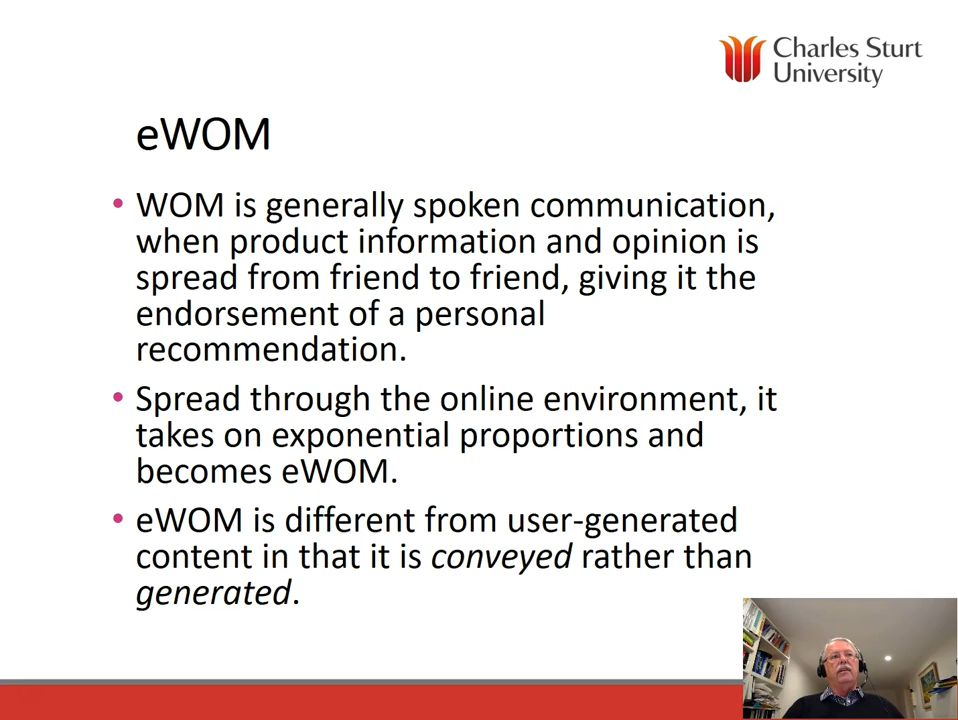 Charles Sturt
University
eWOM
• WOM is generally spoken communication,
when product information and opinion is
spread from friend to friend, giving it the
endorsement of a personal
recommendation.
• Spread through the online environment, it
takes on exponential proportions and
becomes eWOM.
• eWOM is different from user-generated
content in that it is conveyed rather than
generated.